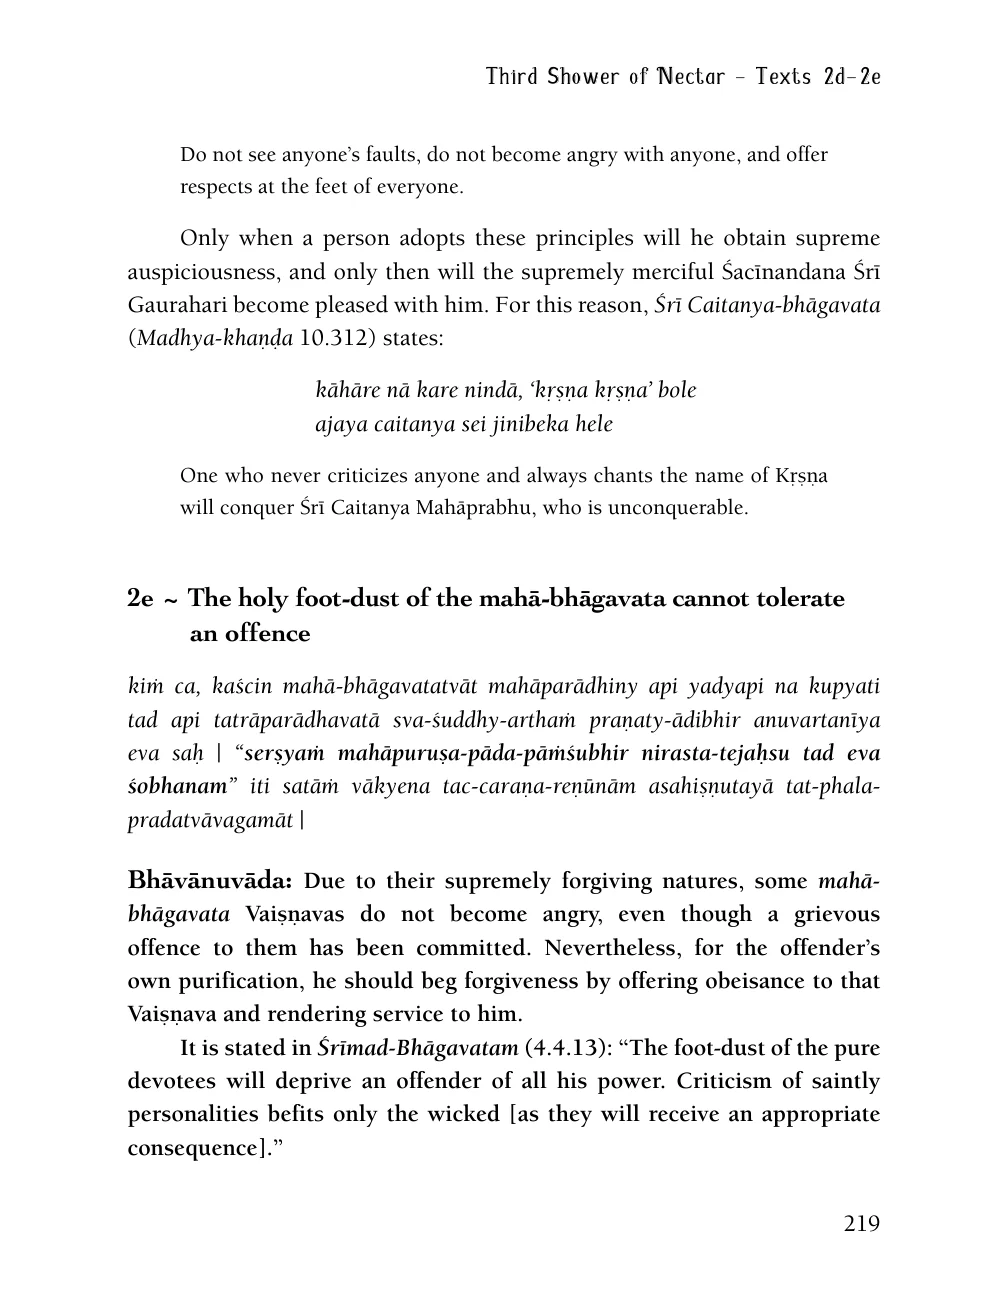 Third Shower of Nectar – Texts 2d–2e
Do not see anyone’s faults, do not become angry with anyone, and offer
respects at the feet of everyone.
Only when a person adopts these principles will he obtain supreme
auspiciousness, and only then will the supremely merciful Śacīnandana Śrī
Gaurahari become pleased with him. For this reason, Śrī Caitanya-bhāgavata
(Madhya-khaṇḍa 10.312) states:
kāhāre nā kare nindā, ‘kṛṣṇa kṛṣṇa’ bole
ajaya caitanya sei jinibeka hele
One who never criticizes anyone and always chants the name of Kṛṣṇa
will conquer Śrī Caitanya Mahāprabhu, who is unconquerable.
2e ~ The holy foot-dust of the mahā-bhāgavata cannot tolerate
an offence
kiṁ ca, kaścin mahā-bhāgavatatvāt mahāparādhiny api yadyapi na kupyati
tad api tatrāparādhavatā sva-śuddhy-arthaṁ praṇaty-ādibhir anuvartanīya
eva saḥ | “serṣyaṁ mahāpuruṣa-pāda-pāṁśubhir nirasta-tejaḥsu tad eva
śobhanam” iti satāṁ vākyena tac-caraṇa-reṇūnām asahiṣṇutayā tat-phala-
pradatvāvagamāt |
Bhāvānuvāda: Due to their supremely forgiving natures, some mahā-
bhāgavata Vaiṣṇavas do not become angry, even though a grievous
offence to them has been committed. Nevertheless, for the offender’s
own purification, he should beg forgiveness by offering obeisance to that
Vaiṣṇava and rendering service to him.
It is stated in Śrīmad-Bhāgavatam (4.4.13): “The foot-dust of the pure
devotees will deprive an offender of all his power. Criticism of saintly
personalities befits only the wicked [as they will receive an appropriate
consequence].”
219